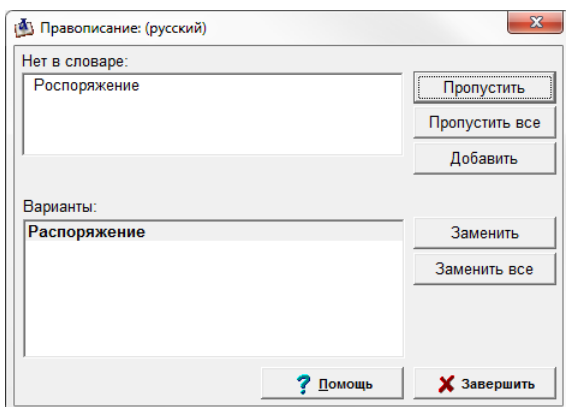 Правописание: (русский)
Нет в словаре:
Роспоряжение
Пропустить
Пропустить все
Добавить
Варианты:
Распоряжение
Заменить
Заменить все
Помощь
Завершить